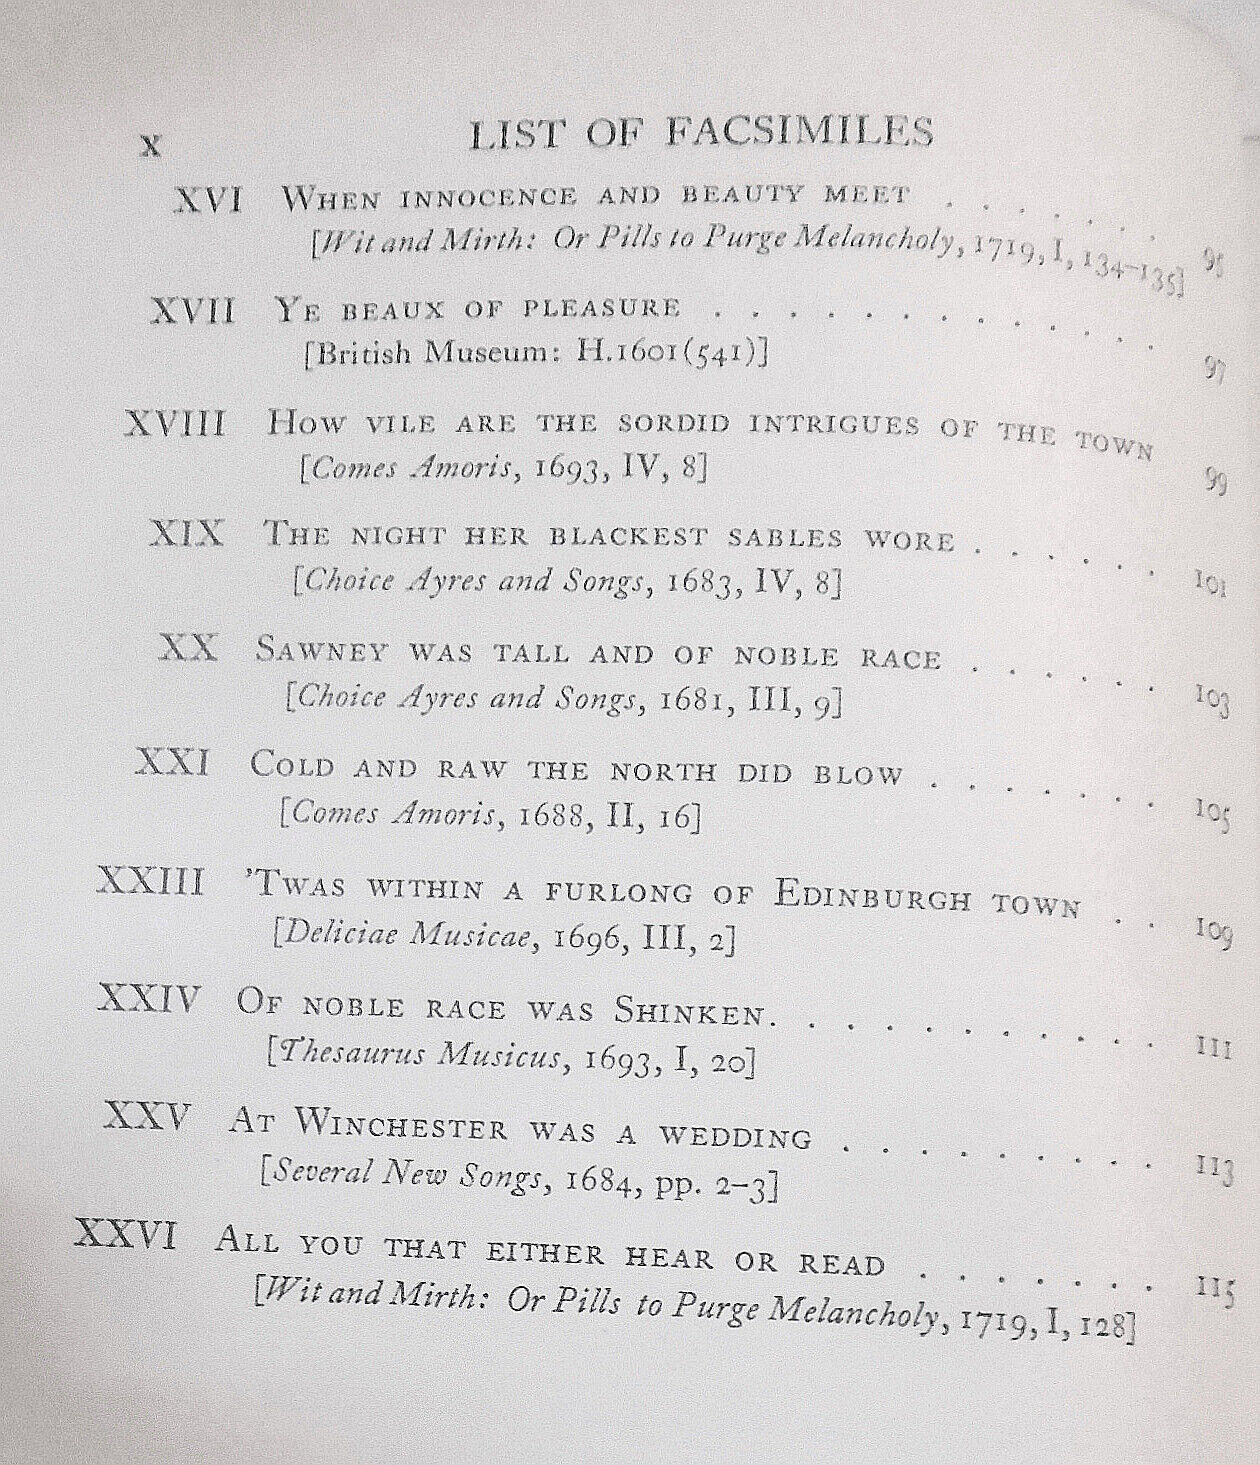 x LIST OF FACSIMILES
XVI WHEN INNOCENCE AND BEAUTY MEET . . . . . . 95
[Wit and Mirth: Or Pills to Purge Melancholy, 1719, I, 134–135]
XVII YE BEAUX OF PLEASURE . . . . . . . . . . . . 97
[British Museum: H.1601(541)]
XVIII HOW VILE ARE THE SORDID INTRIGUES OF THE TOWN 99
[Comes Amoris, 1693, IV, 8]
XIX THE NIGHT HER BLACKEST SABLES WORE . . . . . . 101
[Choice Ayres and Songs, 1683, IV, 8]
XX SAWNEY WAS TALL AND OF NOBLE RACE . . . . . . 103
[Choice Ayres and Songs, 1681, III, 9]
XXI COLD AND RAW THE NORTH DID BLOW . . . . . . . 105
[Comes Amoris, 1688, II, 16]
XXIII 'TWAS WITHIN A FURLONG OF EDINBURGH TOWN . . 109
[Deliciae Musicae, 1696, III, 2]
XXIV OF NOBLE RACE WAS SHINKEN. . . . . . . . . . . 111
[Thesaurus Musicus, 1693, I, 20]
XXV AT WINCHESTER WAS A WEDDING . . . . . . . . . 113
[Several New Songs, 1684, pp. 2–3]
XXVI ALL YOU THAT EITHER HEAR OR READ . . . . . . . 115
[Wit and Mirth: Or Pills to Purge Melancholy, 1719, I, 128]